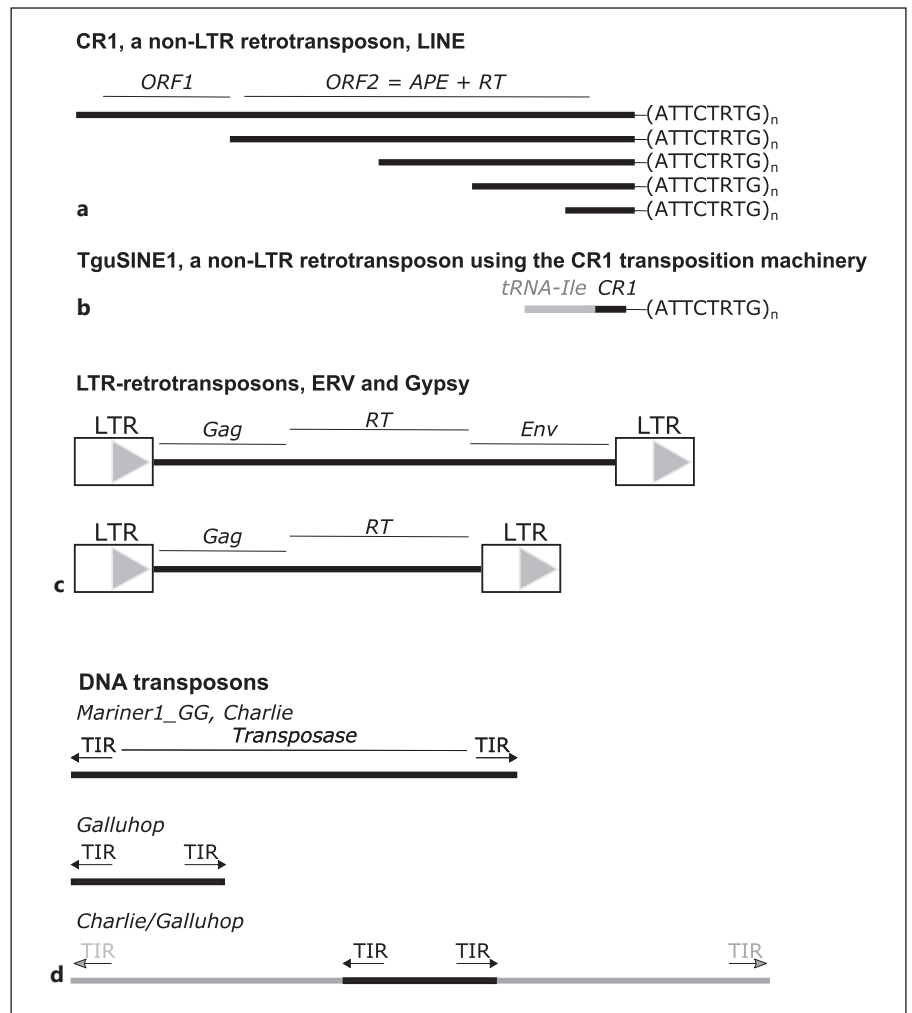 CR1, a non-LTR retrotransposon, LINE
ORF1 ORF2 = APE + RT
(ATTCTRTG)n
(ATTCTRTG)n
(ATTCTRTG)n
(ATTCTRTG)n
a (ATTCTRTG)n
TguSINE1, a non-LTR retrotransposon using the CR1 transposition machinery
tRNA-Ile CR1
b (ATTCTRTG)n
LTR-retrotransposons, ERV and Gypsy
LTR Gag RT Env LTR
LTR Gag RT LTR
c
DNA transposons
Mariner1_GG, Charlie
TIR Transposase TIR
Galluhop
TIR TIR
Charlie/Galluhop
TIR TIR TIR TIR
d